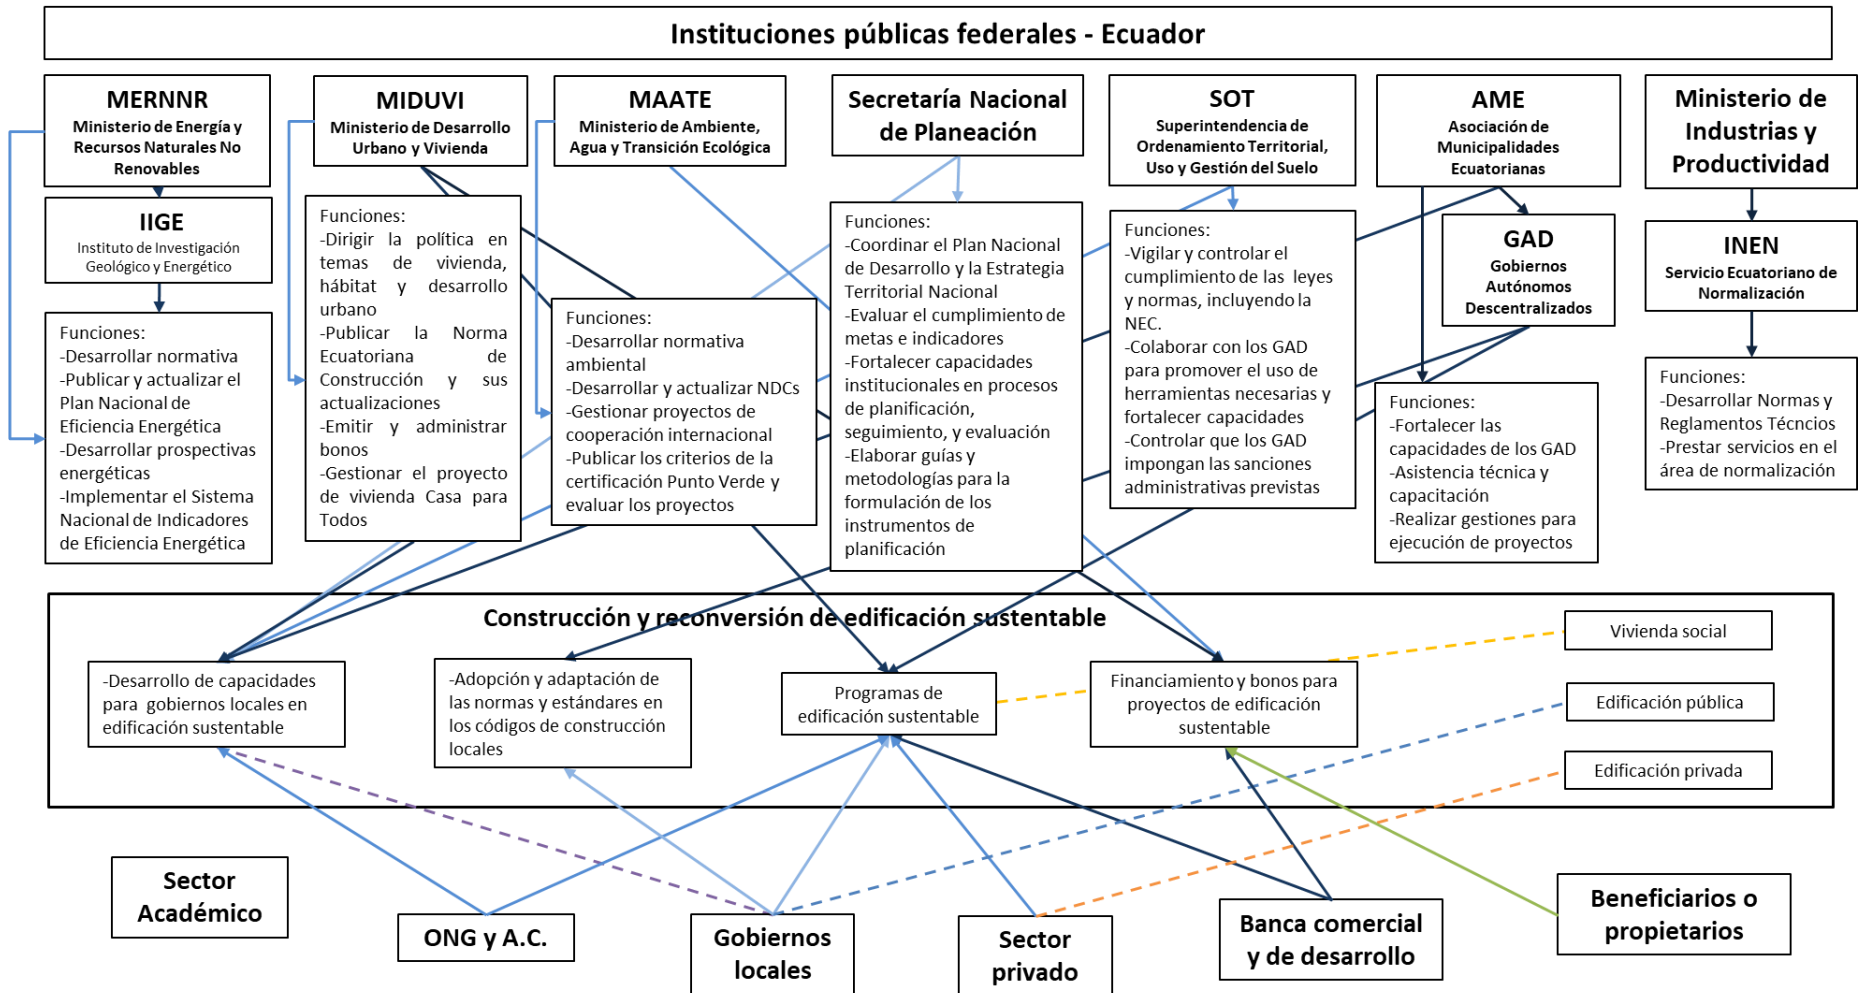 Instituciones públicas federales - Ecuador
MERNNR
Ministerio de Energía y
Recursos Naturales No
Renovables
MIDUVI
Ministerio de Desarrollo
Urbano y Vivienda
MAATE
Ministerio de Ambiente,
Agua y Transición Ecológica
Secretaría Nacional
de Planeación
SOT
Superintendencia de
Ordenamiento Territorial,
Uso y Gestión del Suelo
AME
Asociación de
Municipalidades
Ecuatorianas
Ministerio de
Industrias y
Productividad
IIGE
Instituto de Investigación
Geológico y Energético
GAD
Gobiernos
Autónomos
Descentralizados
INEN
Servicio Ecuatoriano de
Normalización
Funciones:
-Desarrollar normativa
-Publicar y actualizar el
Plan Nacional de
Eficiencia Energética
-Desarrollar prospectivas
energéticas
-Implementar el Sistema
Nacional de Indicadores
de Eficiencia Energética
Funciones:
-Dirigir la política en
temas de vivienda,
hábitat y desarrollo
urbano
-Publicar la Norma
Ecuatoriana de
Construcción y sus
actualizaciones
-Emitir y administrar
bonos
-Gestionar el proyecto
de vivienda Casa para
Todos
Funciones:
-Desarrollar normativa
ambiental
-Desarrollar y actualizar NDCs
-Gestionar proyectos de
cooperación internacional
-Publicar los criterios de la
certificación Punto Verde y
evaluar los proyectos
Funciones:
-Coordinar el Plan Nacional
de Desarrollo y la Estrategia
Territorial Nacional
-Evaluar el cumplimiento de
metas e indicadores
-Fortalecer capacidades
institucionales en procesos
de planificación,
seguimiento, y evaluación
-Elaborar guías y
metodologías para la
formulación de los
instrumentos de
planificación
Funciones:
-Vigilar y controlar el
cumplimiento de las leyes
y normas, incluyendo la
NEC.
-Colaborar con los GAD
para promover el uso de
herramientas necesarias y
fortalecer capacidades
-Controlar que los GAD
impongan las sanciones
administrativas previstas
Funciones:
-Fortalecer las
capacidades de los GAD
-Asistencia técnica y
capacitación
-Realizar gestiones para
ejecución de proyectos
Funciones:
-Desarrollar Normas y
Reglamentos Técncios
-Prestar servicios en el
área de normalización
Construcción y reconversión de edificación sustentable
-Desarrollo de capacidades
para gobiernos locales en
edificación sustentable
-Adopción y adaptación de
las normas y estándares en
los códigos de construcción
locales
Programas de
edificación sustentable
Financiamiento y bonos para
proyectos de edificación
sustentable
Vivienda social
Edificación pública
Edificación privada
Sector
Académico
ONG y A.C.
Gobiernos
locales
Sector
privado
Banca comercial
y de desarrollo
Beneficiarios o
propietarios